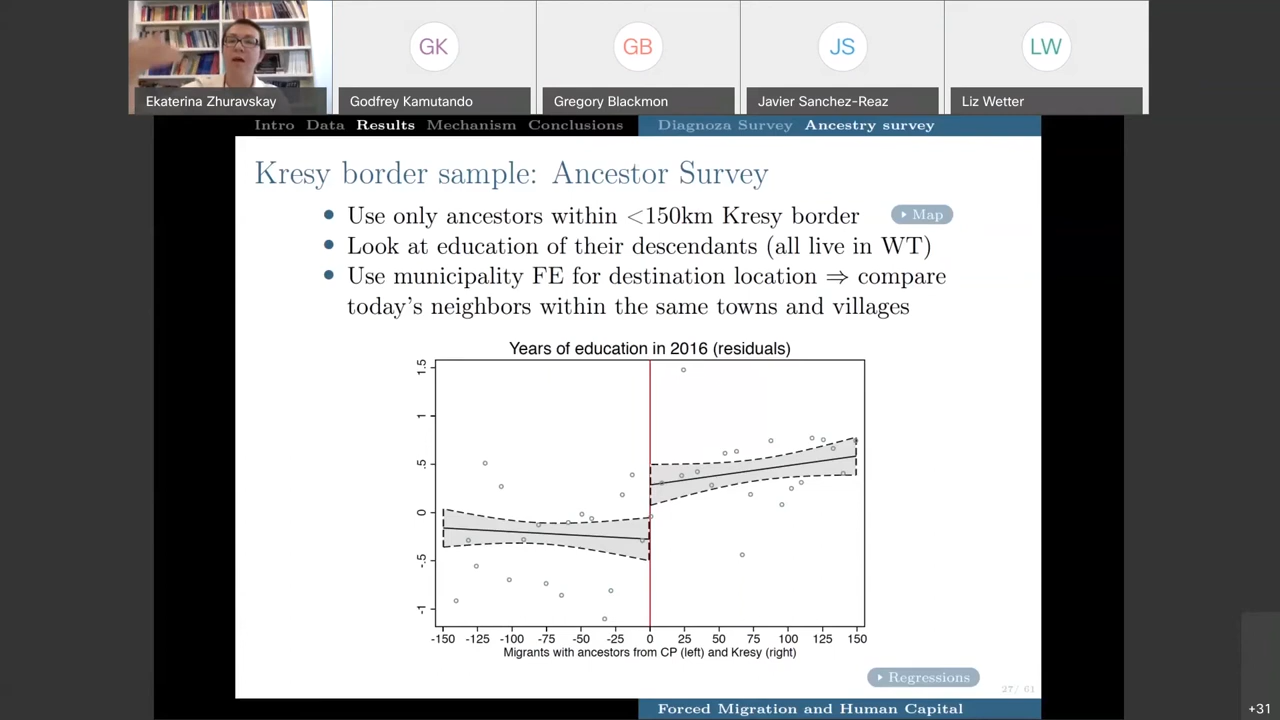 GK
GB
JS
LW
Ekaterina Zhuravskay
Godfrey Kamutando
Gregory Blackmon
Javier Sanchez-Reaz
Liz Wetter
Intro Data Results Mechanism Conclusions
Diagnoza Survey Ancestry survey
Kresy border sample: Ancestor Survey
Use only ancestors within <150km Kresy border
Map
Look at education of their descendants (all live in WT)
Use municipality FE for destination location ⇒ compare
today's neighbors within the same towns and villages
Years of education in 2016 (residuals)
1.5
1
.5
0
-.5
-1
-150 -125 -100 -75 -50 -25 0 25 50 75 100 125 150
Migrants with ancestors from CP (left) and Kresy (right)
Regressions
27/ 61
Forced Migration and Human Capital
+31